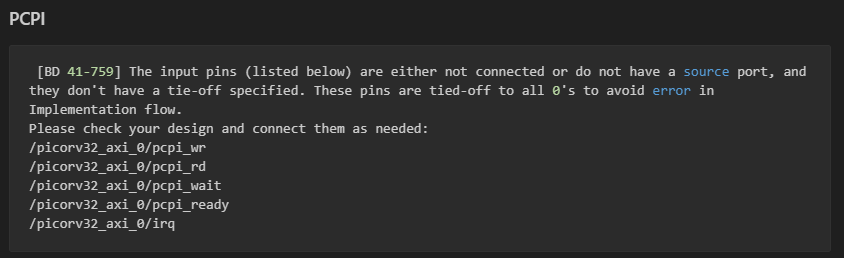 PCPI
[BD 41-759] The input pins (listed below) are either not connected or do not have a source port, and
they don't have a tie-off specified. These pins are tied-off to all 0's to avoid error in
Implementation flow.
Please check your design and connect them as needed:
/picorv32_axi_0/pcpi_wr
/picorv32_axi_0/pcpi_rd
/picorv32_axi_0/pcpi_wait
/picorv32_axi_0/pcpi_ready
/picorv32_axi_0/irq